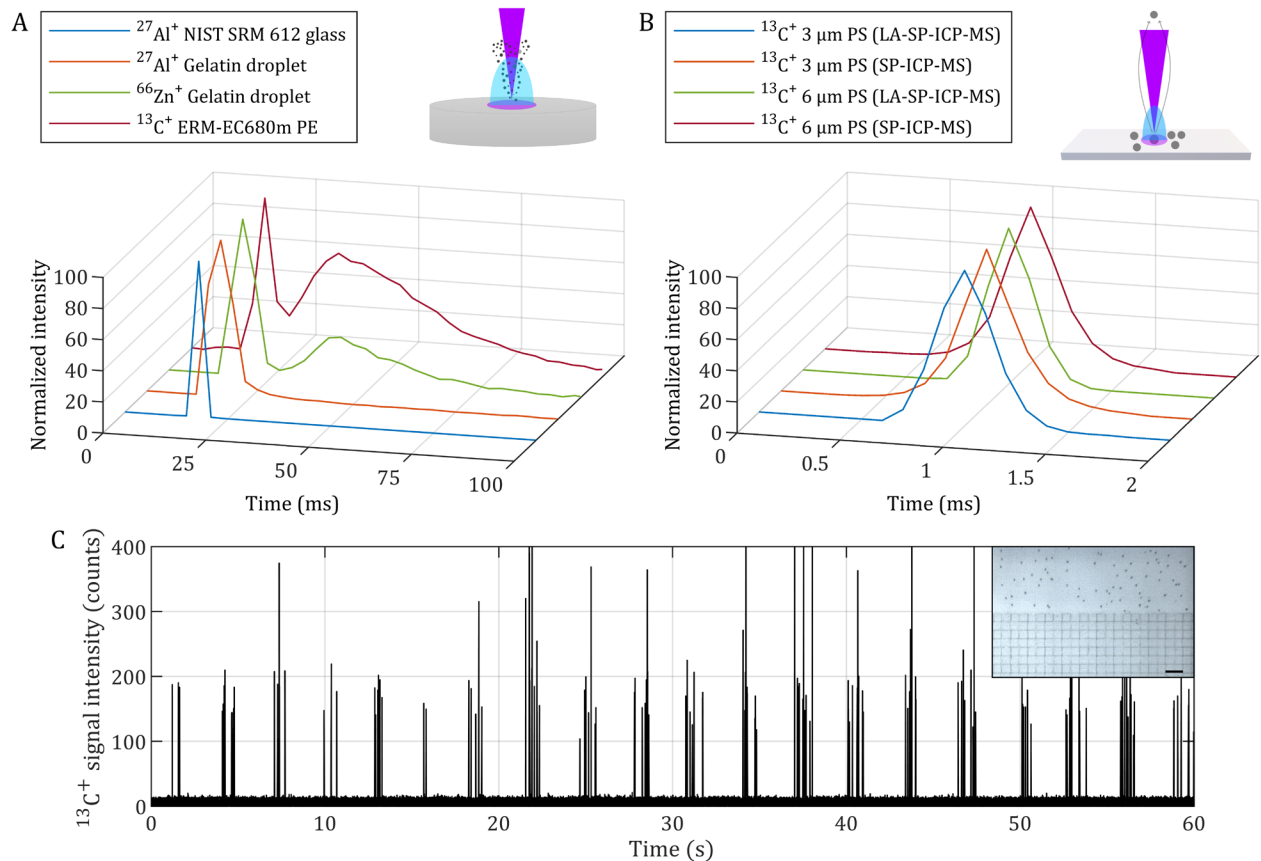 A
²⁷Al⁺ NIST SRM 612 glass
²⁷Al⁺ Gelatin droplet
⁶⁶Zn⁺ Gelatin droplet
¹³C⁺ ERM-EC680m PE
Normalized intensity
100
80
60
40
20
0
0
25
50
75
100
Time (ms)
B
¹³C⁺ 3 μm PS (LA-SP-ICP-MS)
¹³C⁺ 3 μm PS (SP-ICP-MS)
¹³C⁺ 6 μm PS (LA-SP-ICP-MS)
¹³C⁺ 6 μm PS (SP-ICP-MS)
Normalized intensity
100
80
60
40
20
0
0
0.5
1
1.5
2
Time (ms)
C
¹³C⁺ signal intensity (counts)
400
300
200
100
0
0
10
20
30
40
50
60
Time (s)